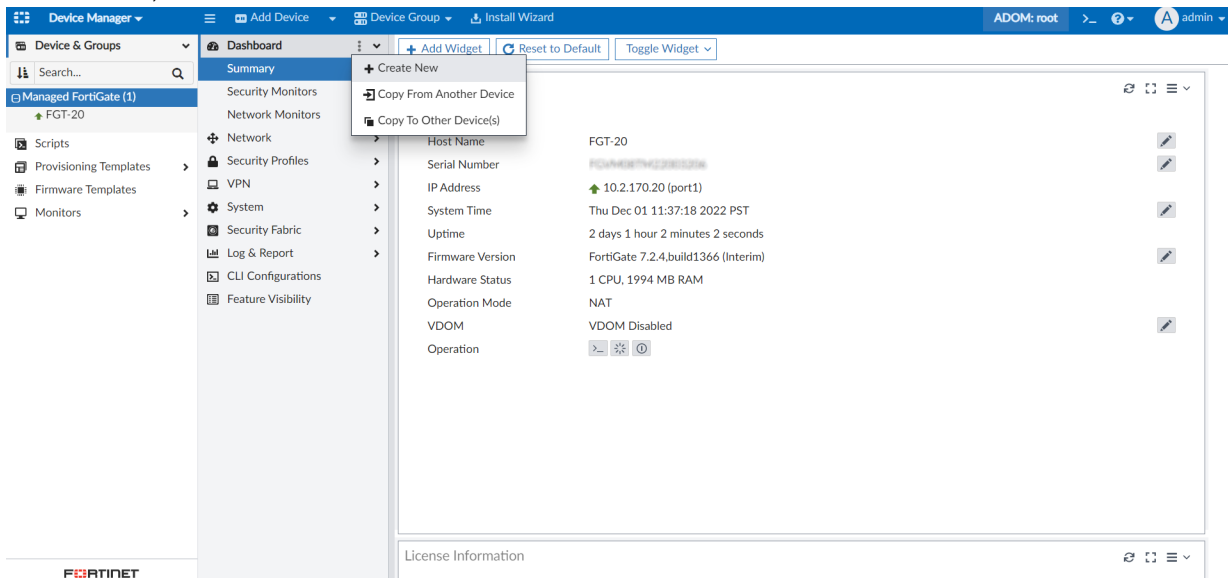 Device Manager
Add Device
Device Group
Install Wizard
ADOM: root
A
admin
Device & Groups
Search...
Managed FortiGate (1)
FGT-20
Scripts
Provisioning Templates
Firmware Templates
Monitors
FORTINET
Dashboard
Summary
Security Monitors
Network Monitors
Network
Security Profiles
VPN
System
Security Fabric
Log & Report
CLI Configurations
Feature Visibility
+ Add Widget
Reset to Default
Toggle Widget
+ Create New
Copy From Another Device
Copy To Other Device(s)
Host Name FGT-20
Serial Number
IP Address 10.2.170.20 (port1)
System Time Thu Dec 01 11:37:18 2022 PST
Uptime 2 days 1 hour 2 minutes 2 seconds
Firmware Version FortiGate 7.2.4,build1366 (Interim)
Hardware Status 1 CPU, 1994 MB RAM
Operation Mode NAT
VDOM VDOM Disabled
Operation
License Information